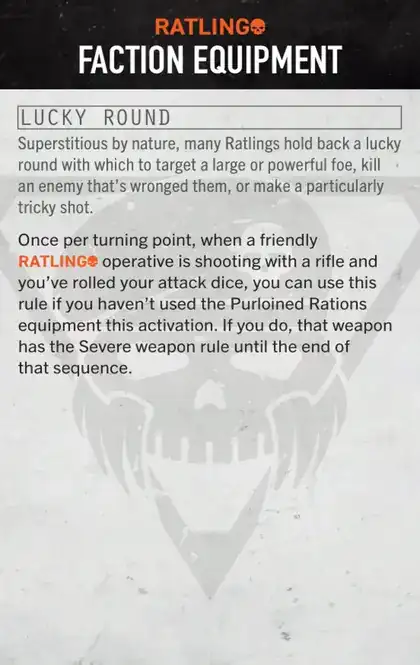 RATLING
FACTION EQUIPMENT
LUCKY ROUND
Superstitious by nature, many Ratlings hold back a lucky
round with which to target a large or powerful foe, kill
an enemy that's wronged them, or make a particularly
tricky shot.
Once per turning point, when a friendly
RATLING operative is shooting with a rifle and
you've rolled your attack dice, you can use this
rule if you haven't used the Purloined Rations
equipment this activation. If you do, that weapon
has the Severe weapon rule until the end of
that sequence.